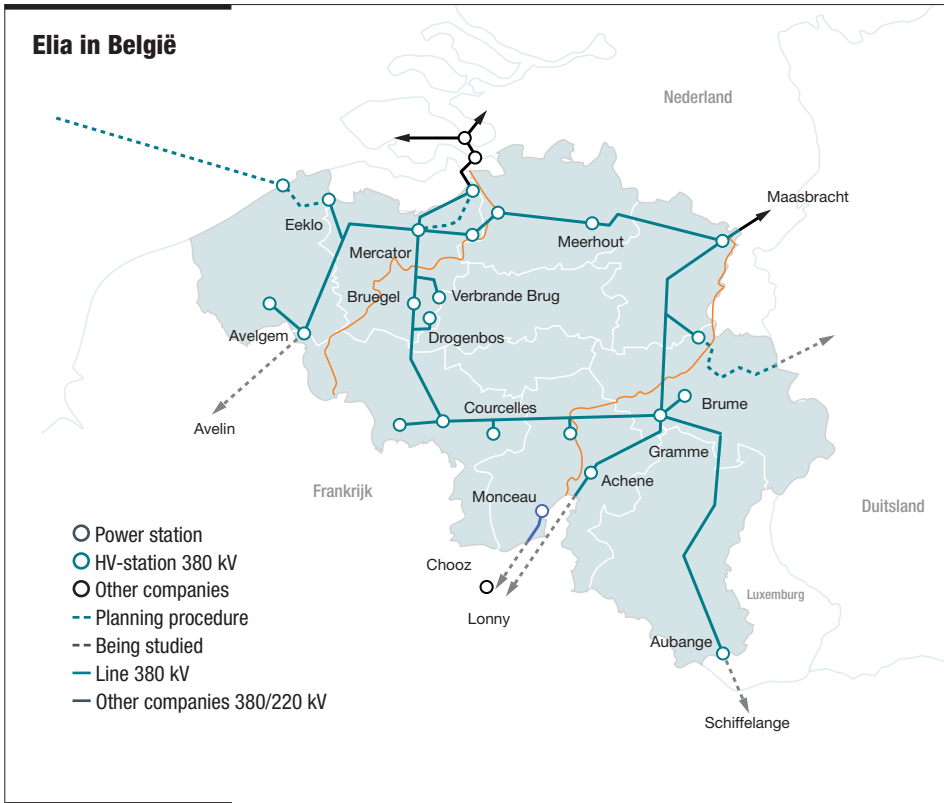 Elia in België
Nederland
Maasbracht
Eeklo
Mercator
Meerhout
Bruegel
Verbrande Brug
Avelgem
Drogenbos
Avelin
Courcelles
Brume
Gramme
Frankrijk
Monceau
Achene
Duitsland
Chooz
Lonny
Luxemburg
Aubange
Schiffelange
Power station
HV-station 380 kV
Other companies
Planning procedure
Being studied
Line 380 kV
Other companies 380/220 kV